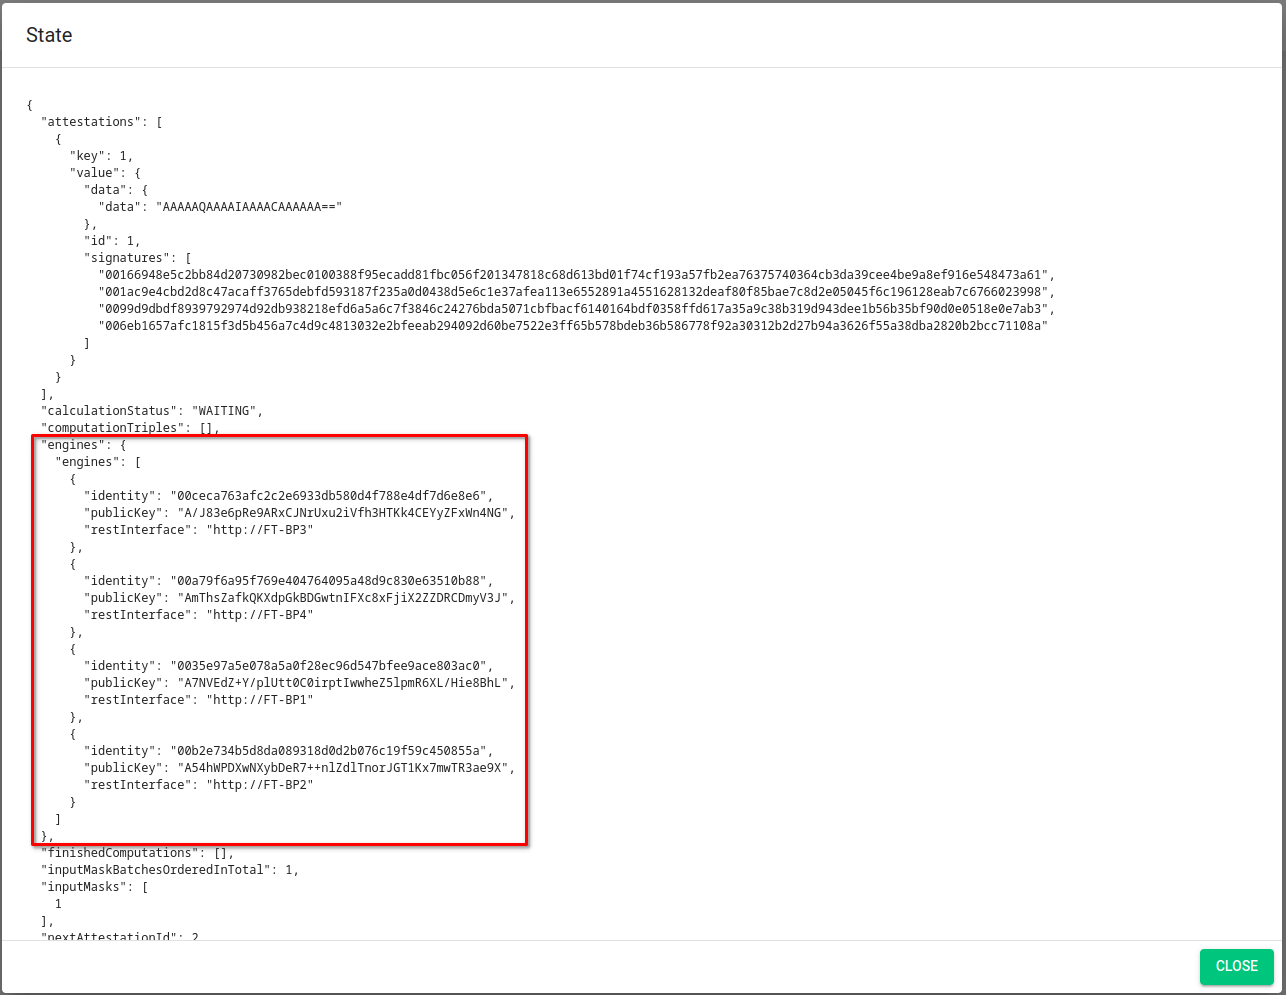 State
{
"attestations": [
{
"key": 1,
"value": {
"data": {
"data": "AAAAAQAAAAIAAAACAAAAAA=="
},
"id": 1,
"signatures": [
"00166948e5c2bb84d20730982bec0100388f95ecadd81fbc056f201347818c68d613bd01f74cf193a57fb2ea76375740364cb3da39cee4be9a8ef916e548473a61",
"001ac9e4cbd2d8c47acaff3765debfd593187f235a0d0438d5e6c1e37afea113e6552891a4551628132deaf80f85bae7c8d2e05045f6c196128eab7c6766023998",
"0099d9dbdf8939792974d92db938218efd6a5a6c7f3846c24276bda5071cbfbacf6140164bdf0358ffd617a35a9c38b319d943dee1b56b35bf90d0e0518e0e7ab3",
"006eb1657afc1815f3d5b456a7c4d9c4813032e2bfeeab294092d60be7522e3ff65b578bdeb36b586778f92a30312b2d27b94a3626f55a38dba2820b2bcc71108a"
]
}
}
],
"calculationStatus": "WAITING",
"computationTriples": [],
"engines": {
"engines": [
{
"identity": "00ceca763afc2c2e6933db580d4f788e4df7d6e8e6",
"publicKey": "A/J83e6pRe9ARxCJNrUxu2iVfh3HTKk4CEYyZFxWn4NG",
"restInterface": "http://FT-BP3"
},
{
"identity": "00a79f6a95f769e404764095a48d9c830e63510b88",
"publicKey": "AmThsZafkQKXdpGkBDGwtnIFXc8xFjiX2ZZDRCDmyV3J",
"restInterface": "http://FT-BP4"
},
{
"identity": "0035e97a5e078a5a0f28ec96d547bfee9ace803ac0",
"publicKey": "A7NVEdZ+Y/plUtt0C0irptIwwheZ5lpmR6XL/Hie8BhL",
"restInterface": "http://FT-BP1"
},
{
"identity": "00b2e734b5d8da089318d0d2b076c19f59c450855a",
"publicKey": "A54hWPDXwNXybDeR7++nlZdlTnorJGT1Kx7mwTR3ae9X",
"restInterface": "http://FT-BP2"
}
]
},
"finishedComputations": [],
"inputMaskBatchesOrderedInTotal": 1,
"inputMasks": [
1
],
"nextAttestationId": 2
CLOSE